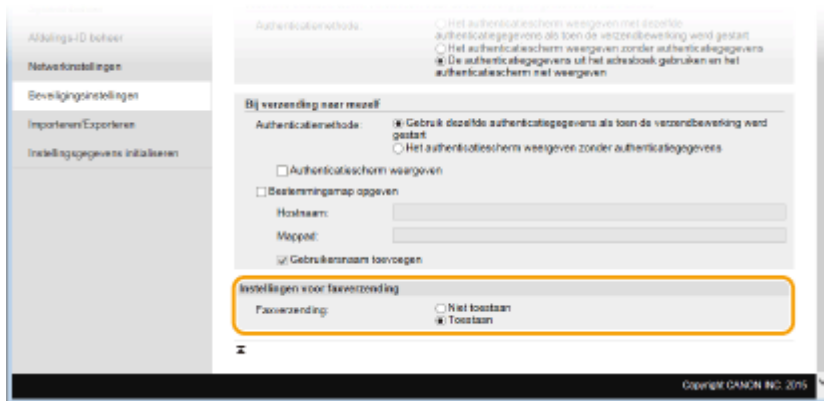 Afdelings-ID beheer
Netwerkinstellingen
Beveiligingsinstellingen
Importeren/Exporteren
Instellingsgegevens initialiseren
Authenticatiemethode:
Het authenticatiescherm weergeven met dezelfde
authenticatiegegevens als toen de verzendbewerking werd gestart
Het authenticatiescherm weergeven zonder authenticatiegegevens
De authenticatiegegevens uit het adresboek gebruiken en het
authenticatiescherm niet weergeven
Bij verzending naar mezelf
Authenticatiemethode:
Gebruik dezelfde authenticatiegegevens als toen de verzendbewerking werd
gestart
Het authenticatiescherm weergeven zonder authenticatiegegevens
Authenticatiescherm weergeven
Bestemmingsmap opgeven
Hostnaam:
Mappad:
Gebruikersnaam toevoegen
Instellingen voor faxverzending
Faxverzending:
Niet toestaan
Toestaan
Copyright CANON INC. 2015